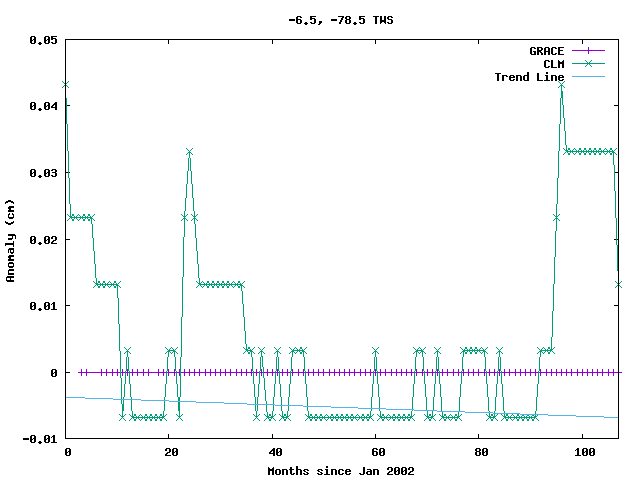 -6.5, -78.5 TWS
0.05
GRACE
CLM
Trend Line
0.04
0.03
0.02
0.01
0
-0.01
Anomaly (cm)
0 20 40 60 80 100
Months since Jan 2002